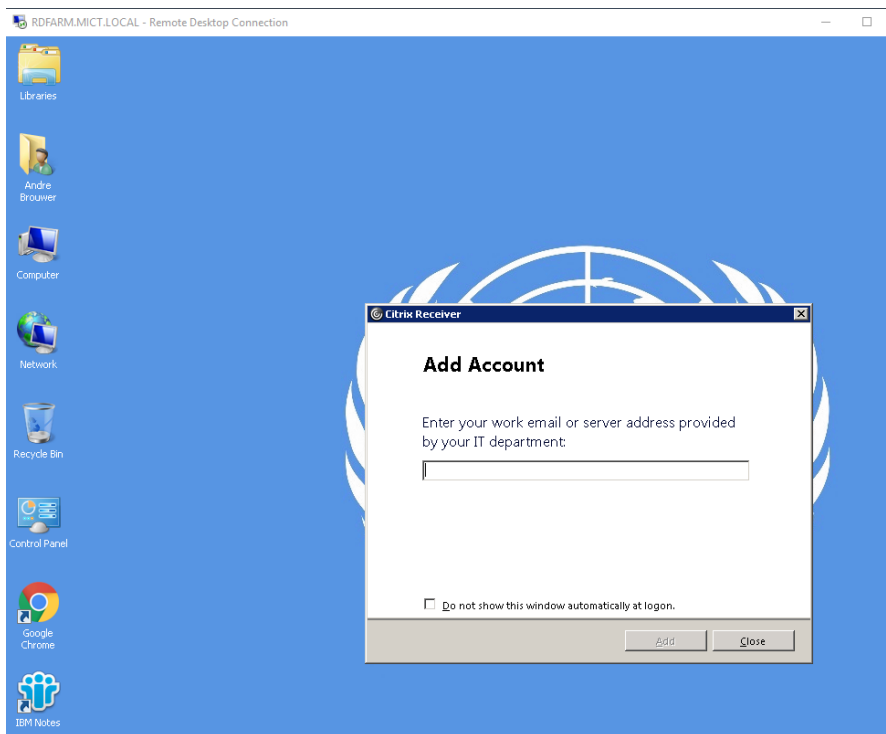 RDFARM.MICT.LOCAL - Remote Desktop Connection
Libraries
Andre
Brouwer
Computer
Network
Recycle Bin
Control Panel
Google
Chrome
IBM Notes
Citrix Receiver
Add Account
Enter your work email or server address provided
by your IT department:
Do not show this window automatically at logon.
Add
Close